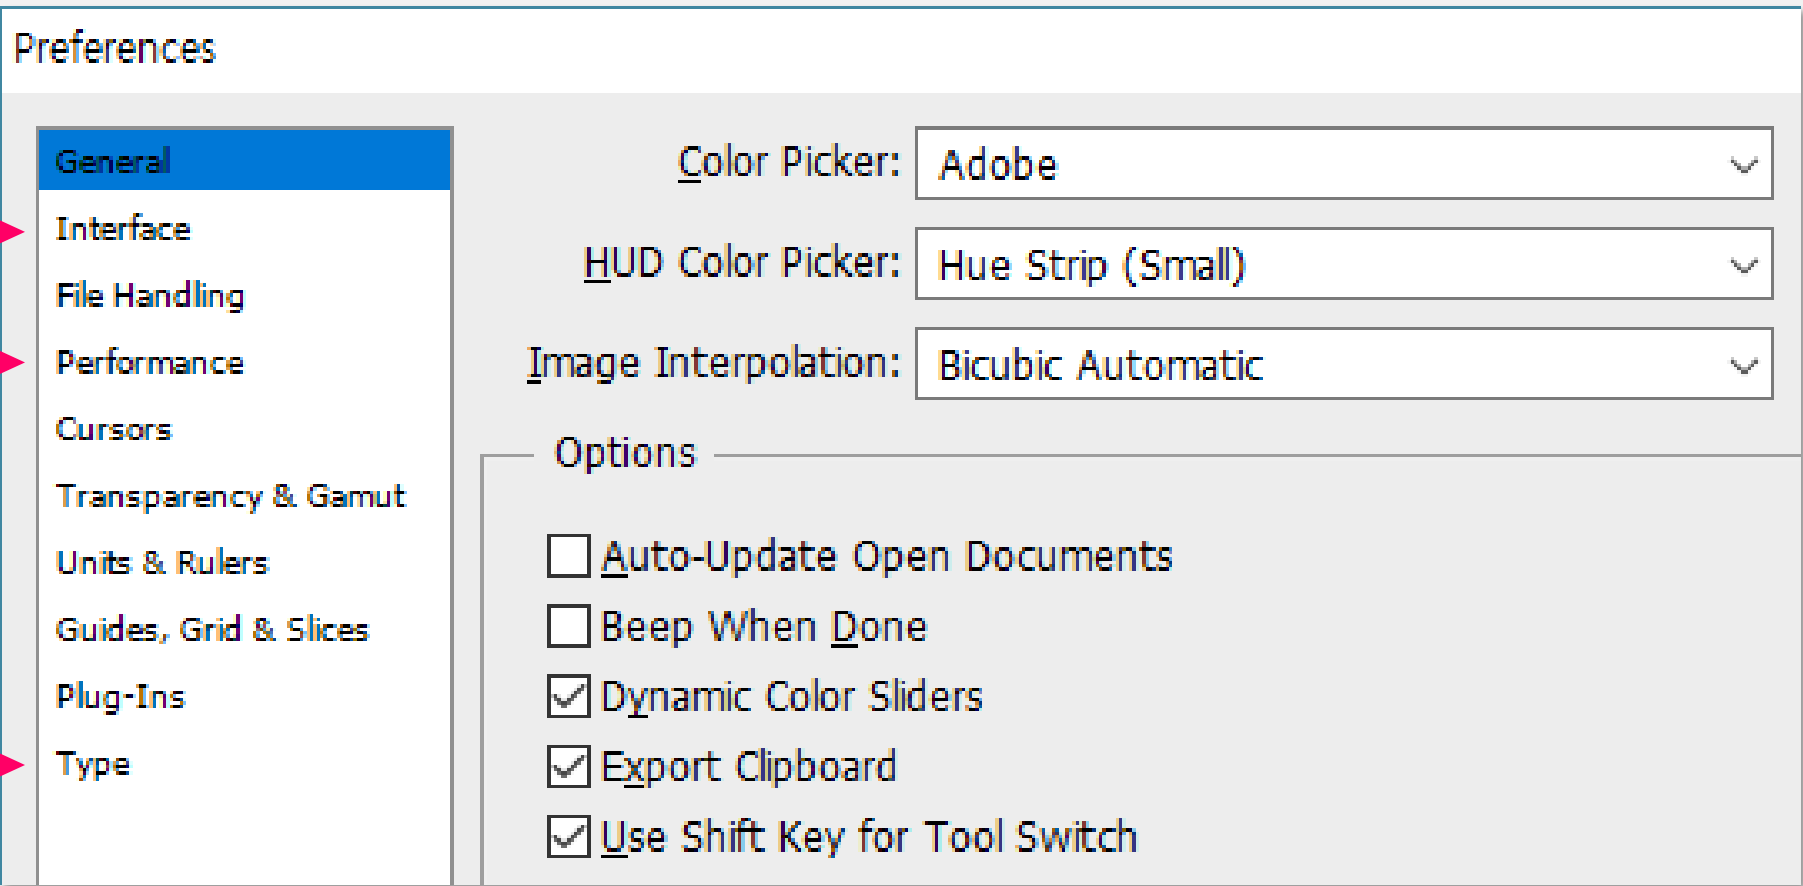 Preferences
General
Interface
File Handling
Performance
Cursors
Transparency & Gamut
Units & Rulers
Guides, Grid & Slices
Plug-Ins
Type
Color Picker: Adobe
HUD Color Picker: Hue Strip (Small)
Image Interpolation: Bicubic Automatic
Options
Auto-Update Open Documents
Beep When Done
Dynamic Color Sliders
Export Clipboard
Use Shift Key for Tool Switch